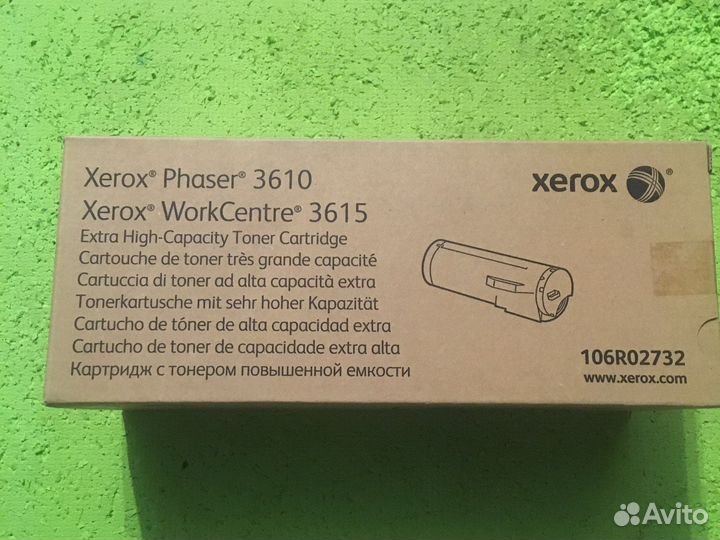 Xerox® Phaser® 3610
Xerox® WorkCentre® 3615
Extra High-Capacity Toner Cartridge
Cartouche de toner très grande capacité
Cartuccia di toner ad alta capacità extra
Tonerkartusche mit sehr hoher Kapazität
Cartucho de tóner de alta capacidad extra
Cartucho de toner de capacidade extra alta
Картридж с тонером повышенной емкости
xerox
106R02732
www.xerox.com
Avito